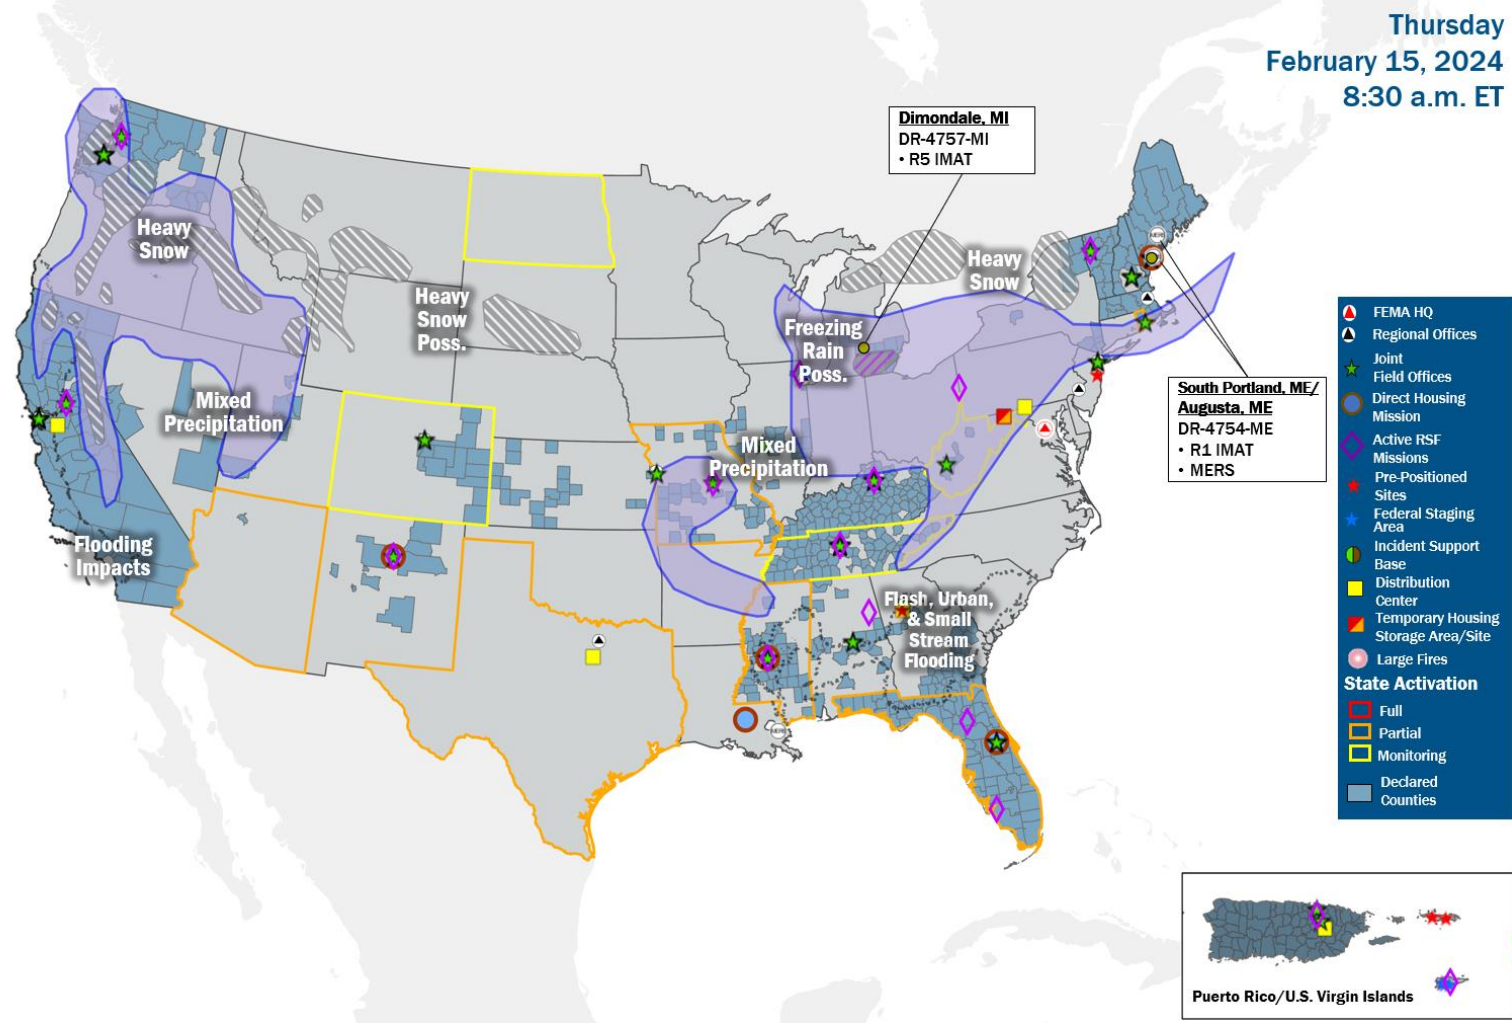 Thursday
February 15, 2024
8:30 a.m. ET
Dimondale, MI
DR-4757-MI
• R5 IMAT
Heavy
Snow
Heavy
Snow
Poss.
Heavy
Snow
Freezing
Rain
Poss.
Mixed
Precipitation
Mixed
Precipitation
Flooding
Impacts
Flash, Urban,
& Small
Stream
Flooding
MERS
MERS
South Portland, ME/
Augusta, ME
DR-4754-ME
• R1 IMAT
• MERS
FEMA HQ
Regional Offices
Joint
Field Offices
Direct Housing
Mission
Active RSF
Missions
Pre-Positioned
Sites
Federal Staging
Area
Incident Support
Base
Distribution
Center
Temporary Housing
Storage Area/Site
Large Fires
State Activation
Full
Partial
Monitoring
Declared
Counties
Puerto Rico/U.S. Virgin Islands